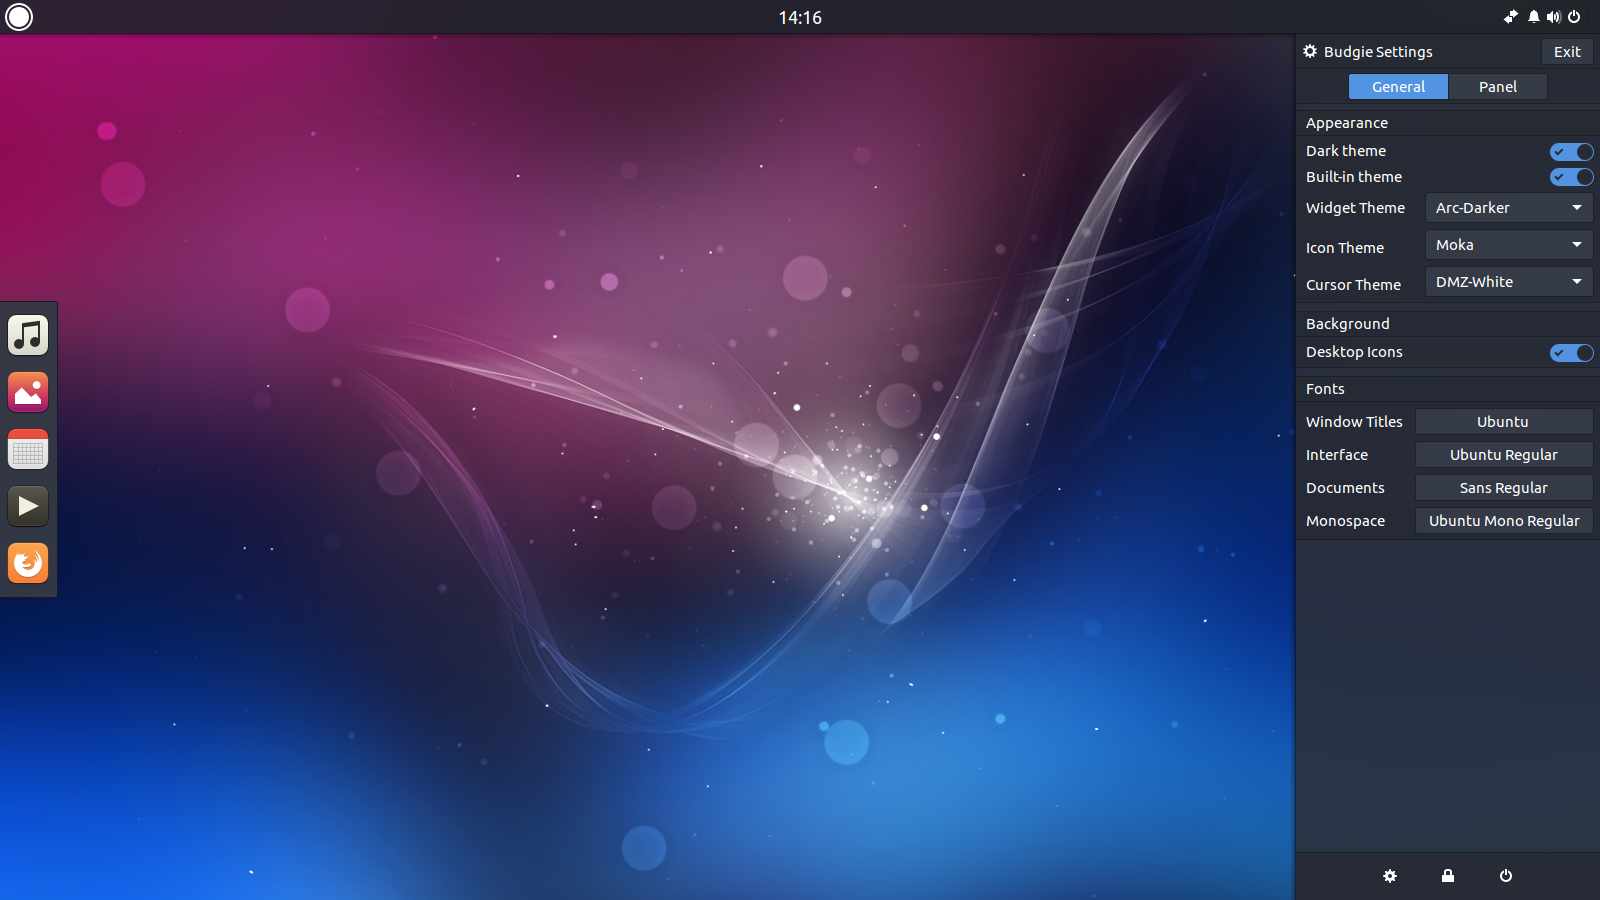 14:16
Budgie Settings
Exit
General
Panel
Appearance
Dark theme
Built-in theme
Widget Theme
Arc-Darker
Icon Theme
Moka
Cursor Theme
DMZ-White
Background
Desktop Icons
Fonts
Window Titles
Ubuntu
Interface
Ubuntu Regular
Documents
Sans Regular
Monospace
Ubuntu Mono Regular